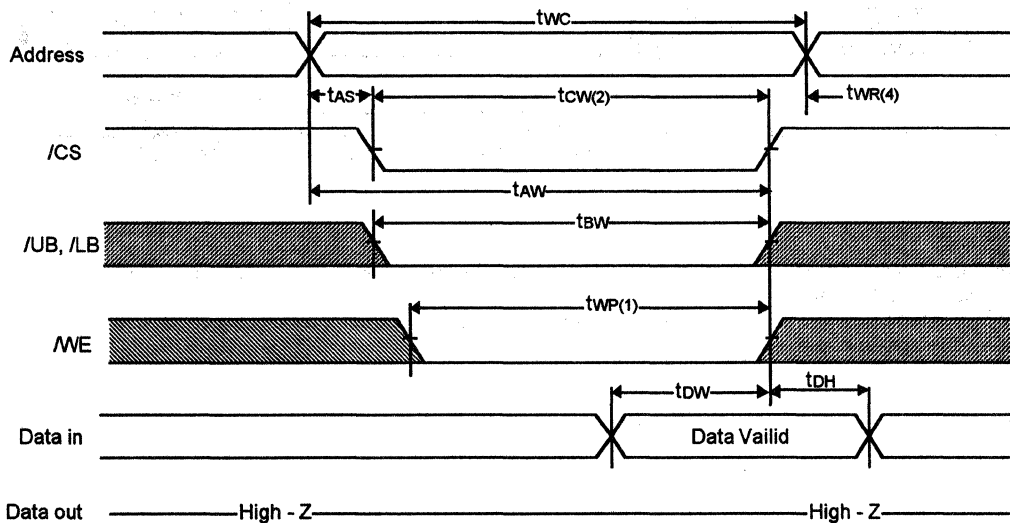 tWC
Address
tAS
tCW(2)
tWR(4)
/CS
tAW
/UB, /LB
tBW
/WE
tWP(1)
tDW
tDH
Data in
Data Vailid
Data out
High - Z
High - Z